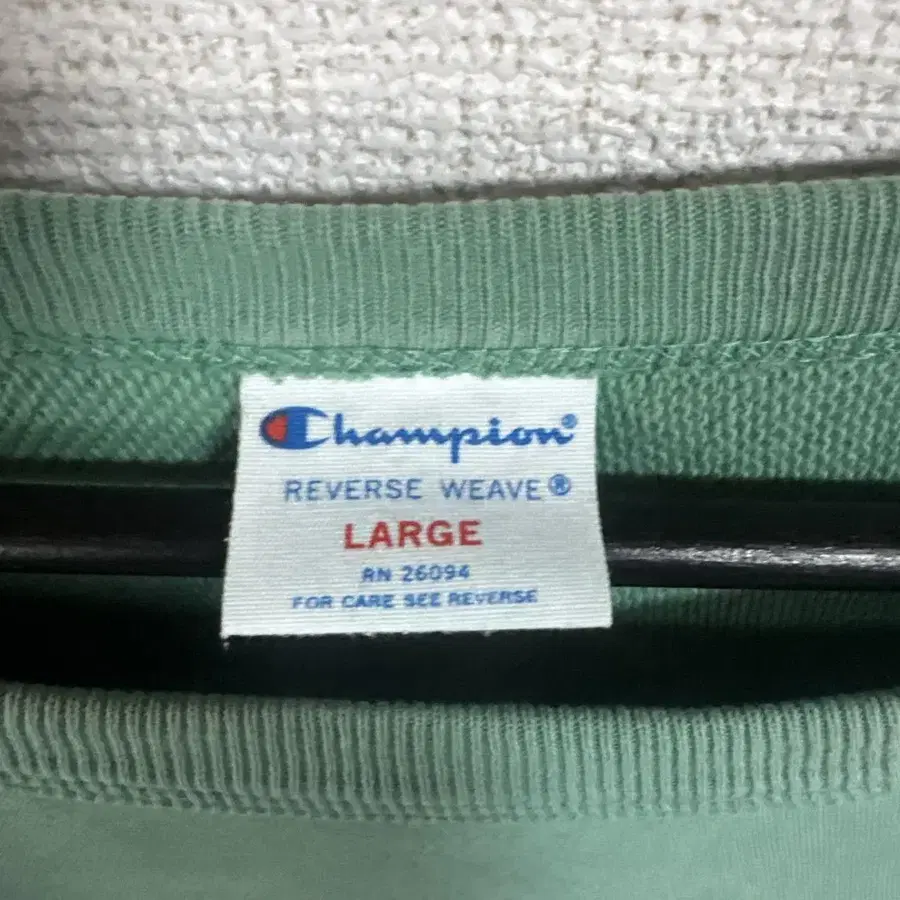 Champion®
REVERSE WEAVE®
LARGE
RN 26094
FOR CARE SEE REVERSE